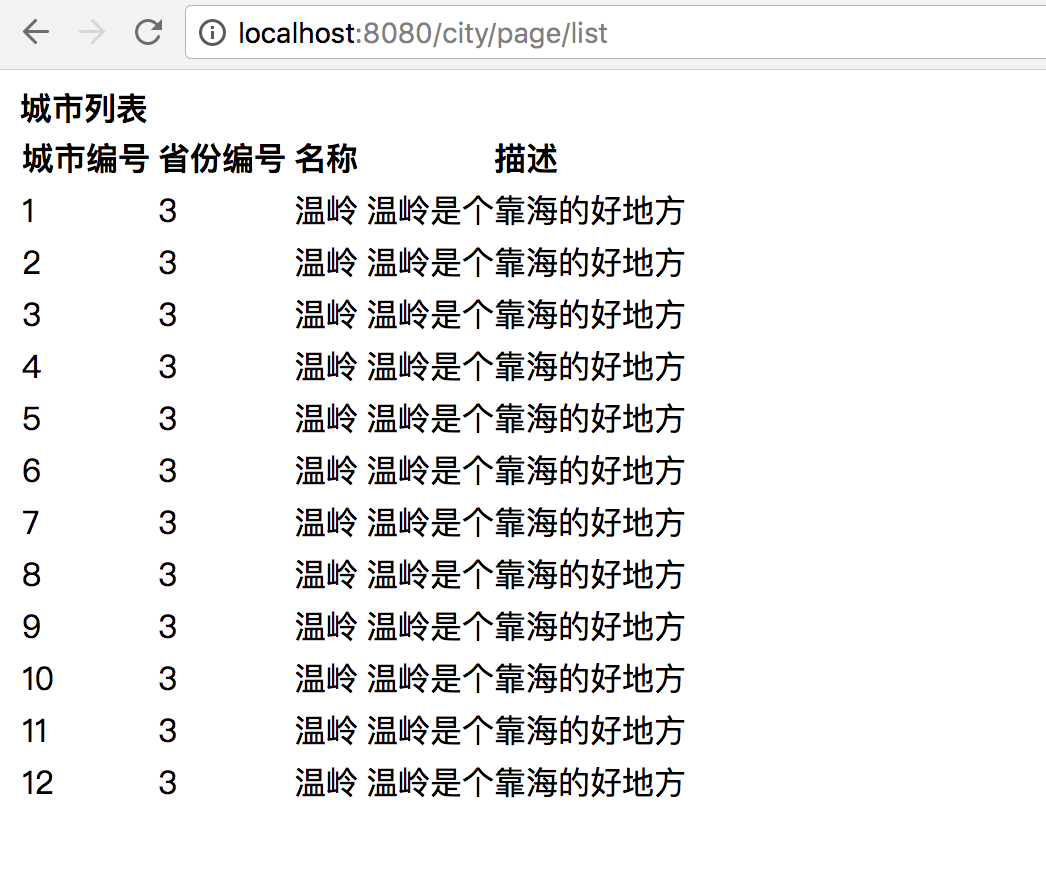 localhost:8080/city/page/list
城市列表
城市编号 省份编号 名称 描述
1 3 温岭 温岭是个靠海的好地方
2 3 温岭 温岭是个靠海的好地方
3 3 温岭 温岭是个靠海的好地方
4 3 温岭 温岭是个靠海的好地方
5 3 温岭 温岭是个靠海的好地方
6 3 温岭 温岭是个靠海的好地方
7 3 温岭 温岭是个靠海的好地方
8 3 温岭 温岭是个靠海的好地方
9 3 温岭 温岭是个靠海的好地方
10 3 温岭 温岭是个靠海的好地方
11 3 温岭 温岭是个靠海的好地方
12 3 温岭 温岭是个靠海的好地方